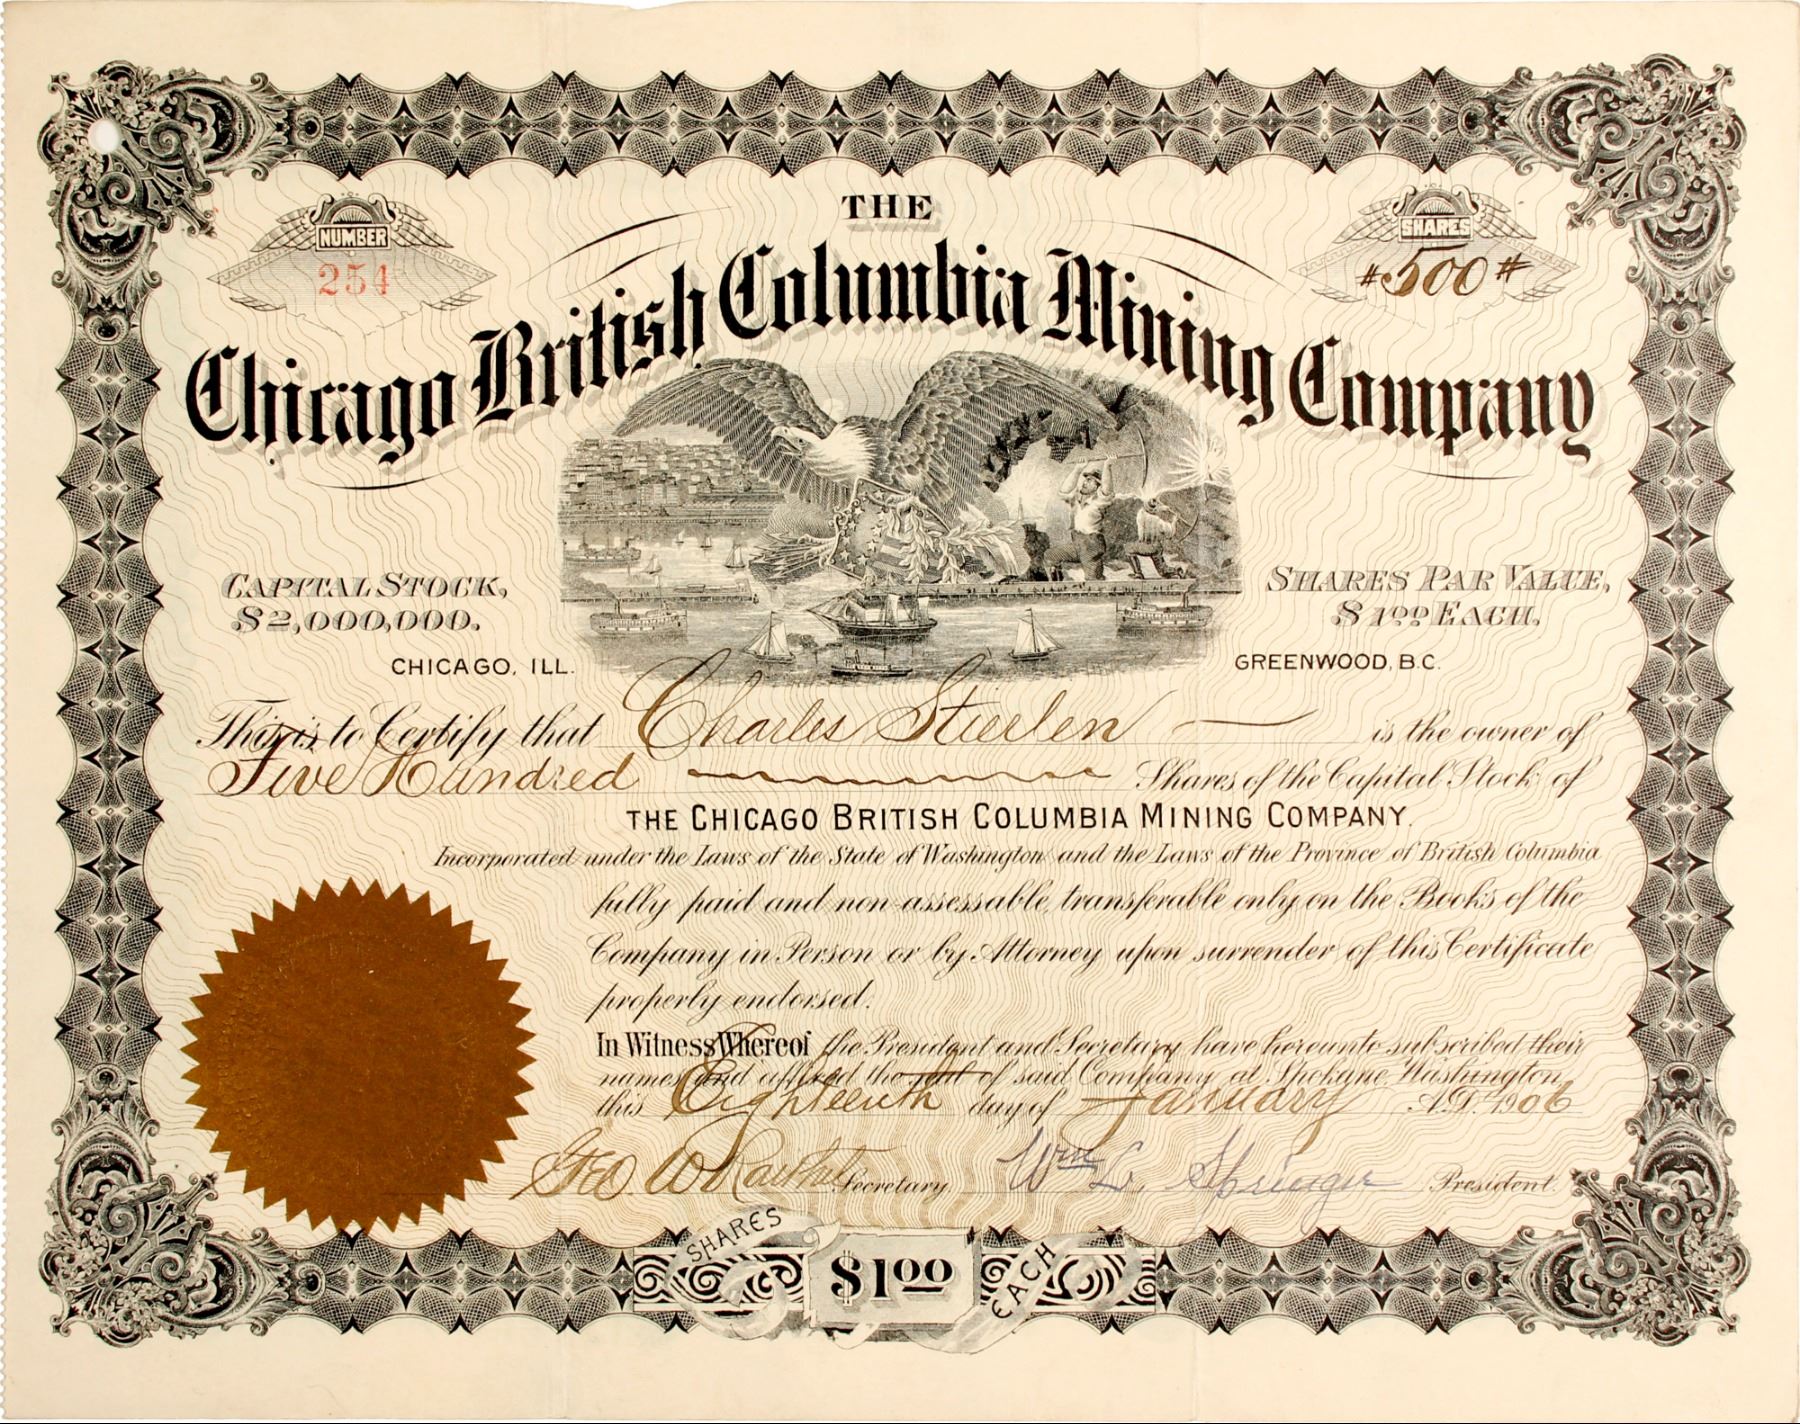 THE
NUMBER
254
SHARES
#500#
Chicago British Columbia Mining Company
CAPITAL STOCK,
$2,000,000.
SHARES PAR VALUE,
$1.00 EACH.
CHICAGO, ILL.
GREENWOOD, B.C.
This is to Certify that Charles Stierlen is the owner of
Five Hundred Shares of the Capital Stock of
THE CHICAGO BRITISH COLUMBIA MINING COMPANY.
Incorporated under the Laws of the State of Washington and the Laws of the Province of British Columbia
fully paid and non-assessable, transferable only on the Books of the
Company in Person or by Attorney upon surrender of this Certificate
properly endorsed.
In Witness Whereof the President and Secretary have hereunto subscribed their
names and affixed the seal of said Company at Spokane, Washington,
this Eighteenth day of January A.D. 1906
Geo. W. Secretary Wm L. Springer President.
SHARES
$1.00
EACH